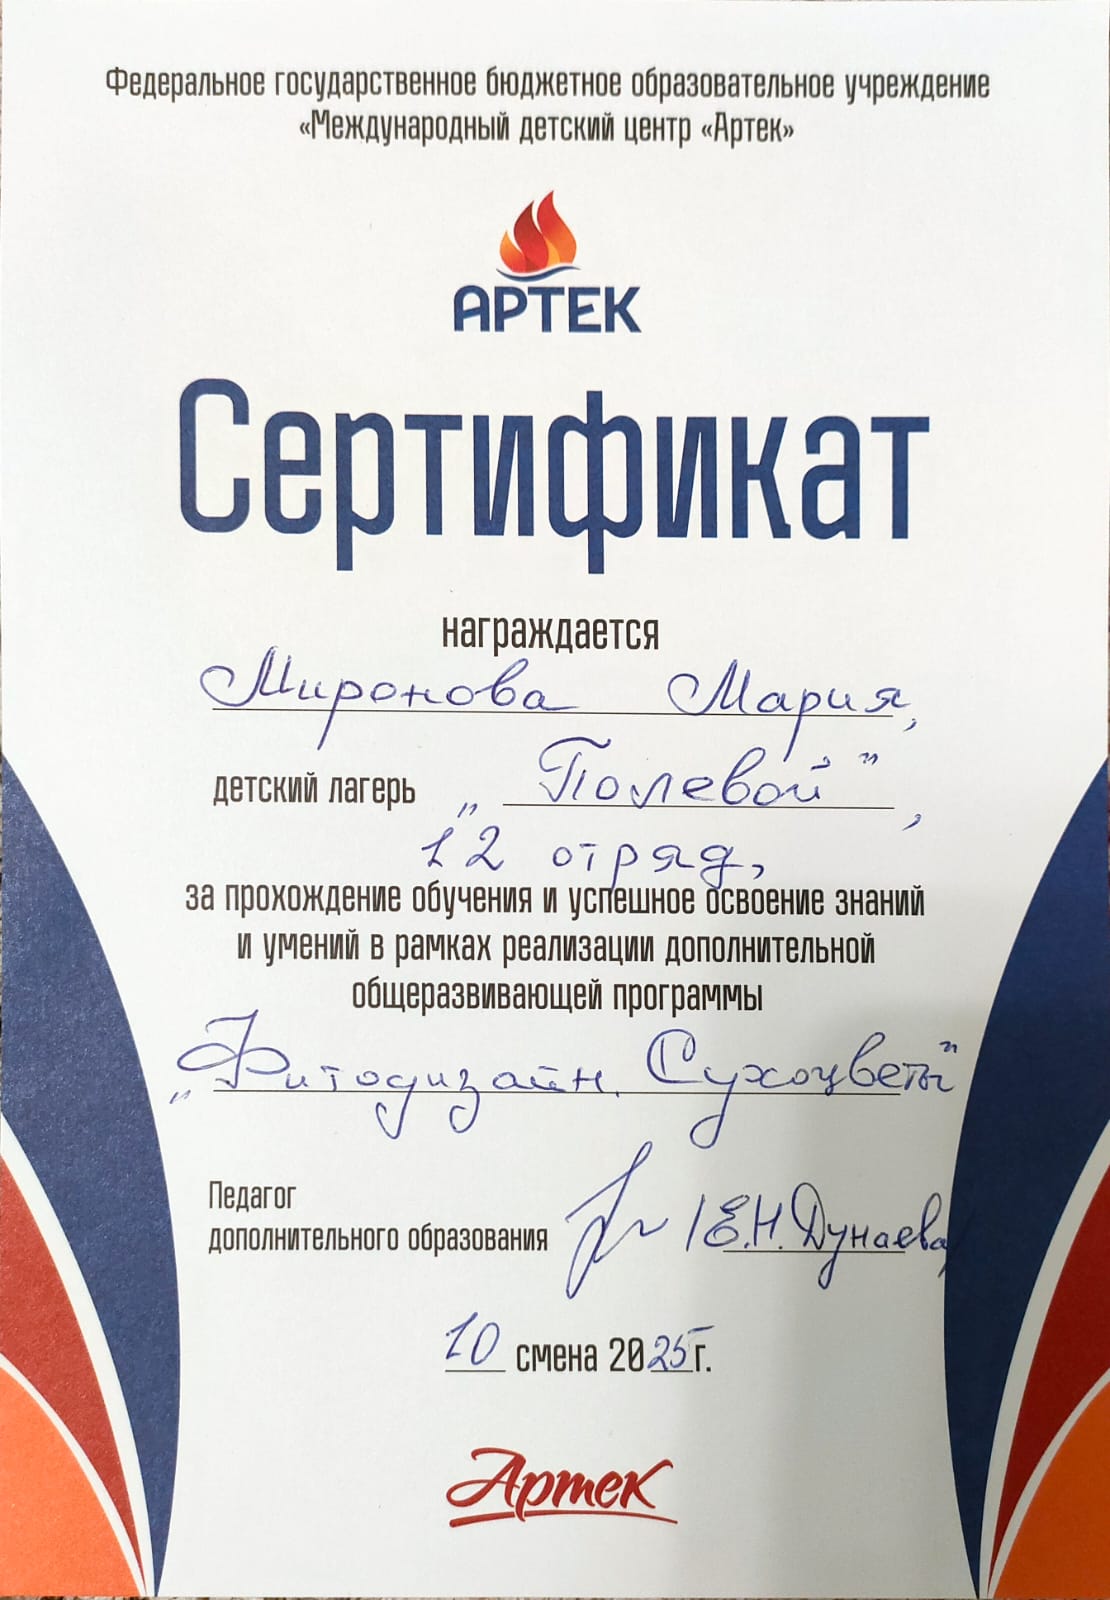 Федеральное государственное бюджетное образовательное учреждение
«Международный детский центр «Артек»
АРТЕК
Сертификат
награждается
Миронова Мария,
детский лагерь „Полевой",
12 отряд,
за прохождение обучения и успешное освоение знаний
и умений в рамках реализации дополнительной
общеразвивающей программы
„Фитодизайн. Сухоцветы"
Педагог
дополнительного образования /Е.Н. Дунаева/
10 смена 2025г.
Артек